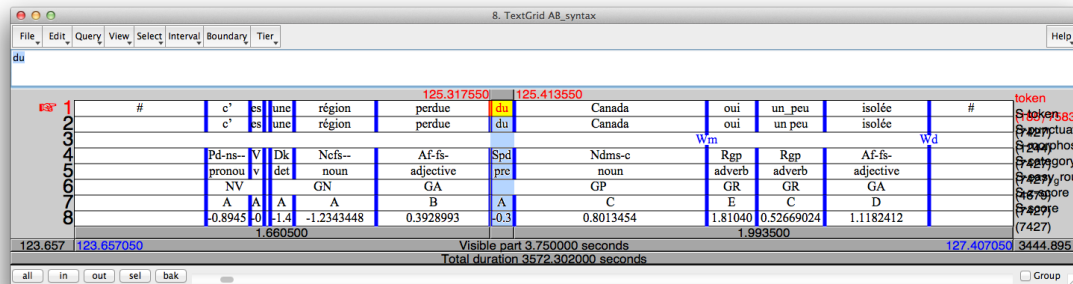 8. TextGrid AB_syntax
File Edit Query View Select Interval Boundary Tier Help
du
125.317550 125.413550
1 # c' es une région perdue du Canada oui un_peu isolée # token
2 c' es une région perdue du Canada oui un peu isolée S-token
3 Wm Wd
4 Pd-ns-- V Dk Ncfs-- Af-fs- Spd Ndms-c Rgp Rgp Af-fs-
5 pronou v det noun adjective pre noun adverb adverb adjective
6 NV GN GA GP GR GR GA
7 A A A A B A C E C D
8 -0.8945 -0 -1.4 -1.2343448 0.3928993 -0.3 0.8013454 1.81040 0.52669024 1.1182412 (7427)
1.660500 1.993500
123.657 123.657050 Visible part 3.750000 seconds 127.407050 3444.895
Total duration 3572.302000 seconds
all in out sel bak Group